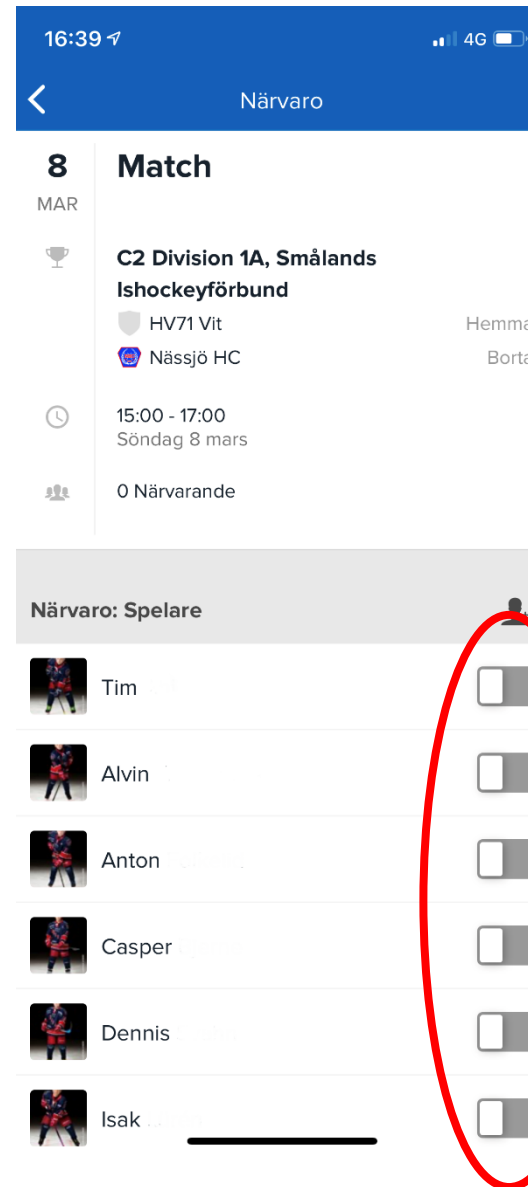 16:39
4G
Närvaro
8
Match
MAR
C2 Division 1A, Smålands
Ishockeyförbund
HV71 Vit
Hemma
Nässjö HC
Borta
15:00 - 17:00
Söndag 8 mars
0 Närvarande
Närvaro: Spelare
Tim
Alvin
Anton
Casper
Dennis
Isak